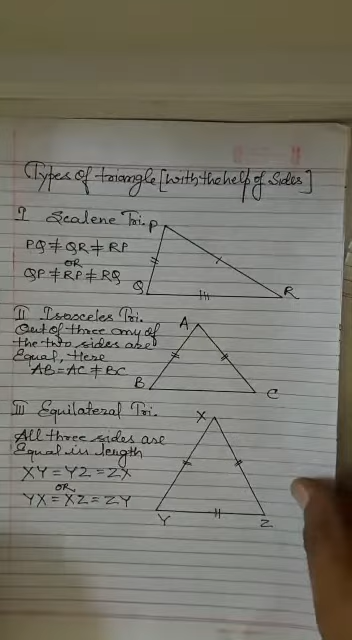 Types of triangle [with the help of Sides]
I Scalene Tri.
P
PQ ≠ QR ≠ RP
OR
QP ≠ RP ≠ RQ
Q
R
II Isosceles Tri.
A
Out of three any of
the two sides are
Equal, Here
AB = AC ≠ BC
B
C
III Equilateral Tri.
X
All three sides are
Equal in length
XY = YZ = ZX
OR
YX = XZ = ZY
Y
Z